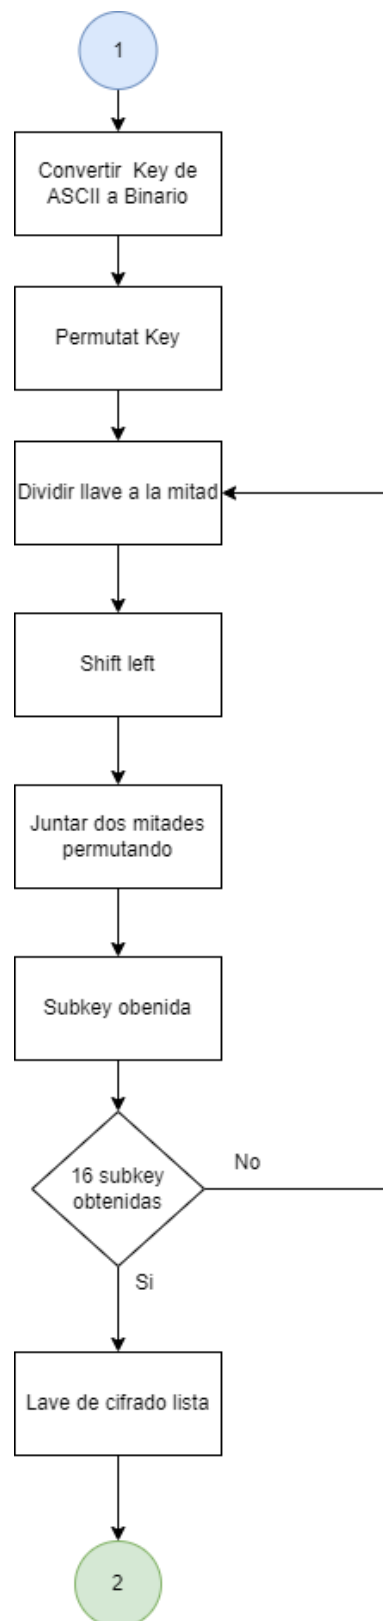 1
Convertir Key de
ASCII a Binario
Permutat Key
Dividir llave a la mitad
Shift left
Juntar dos mitades
permutando
Subkey obenida
16 subkey
obtenidas
No
Si
Lave de cifrado lista
2